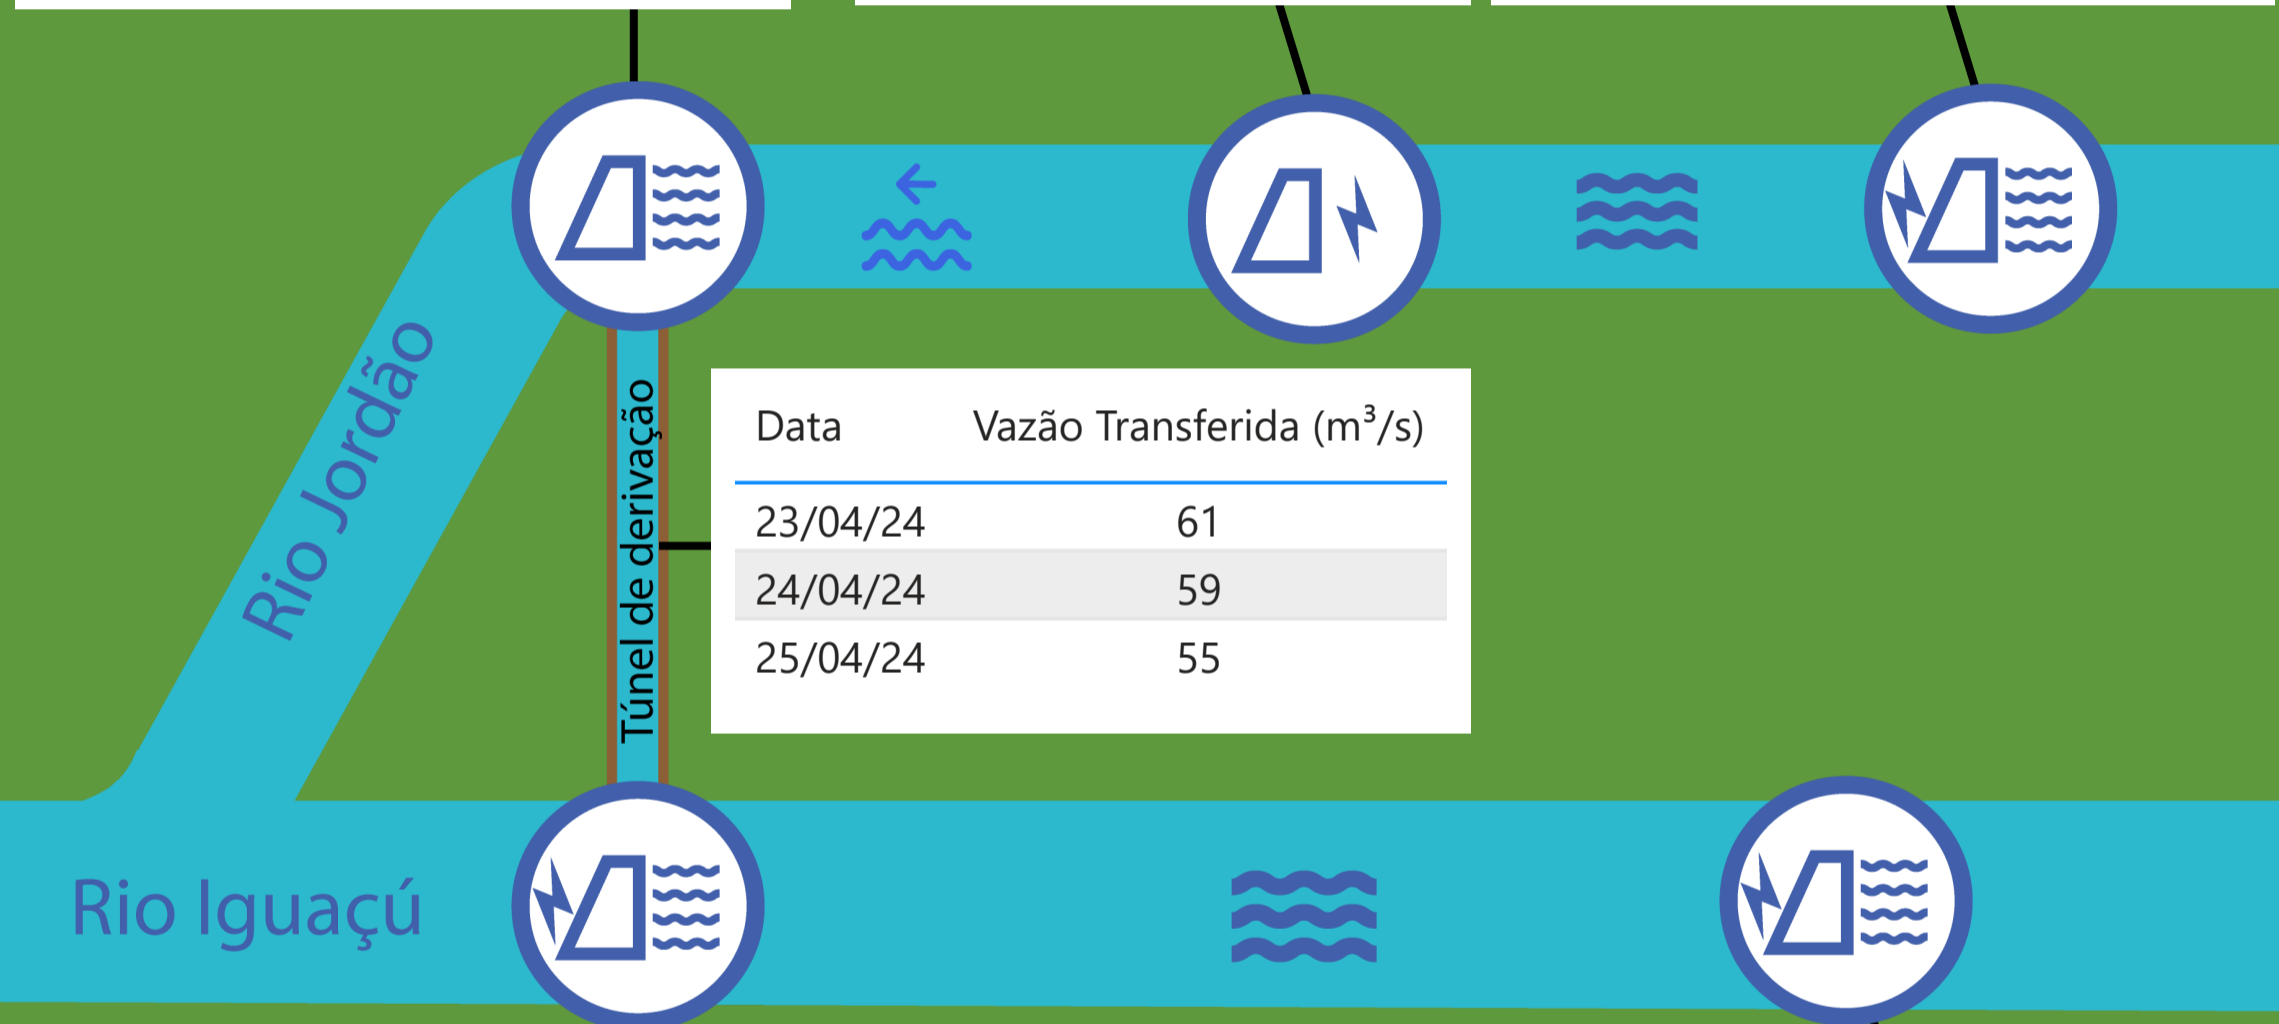 Rio Jordão
Túnel de derivação
Data Vazão Transferida (m³/s)
23/04/24 61
24/04/24 59
25/04/24 55
Rio Iguaçú